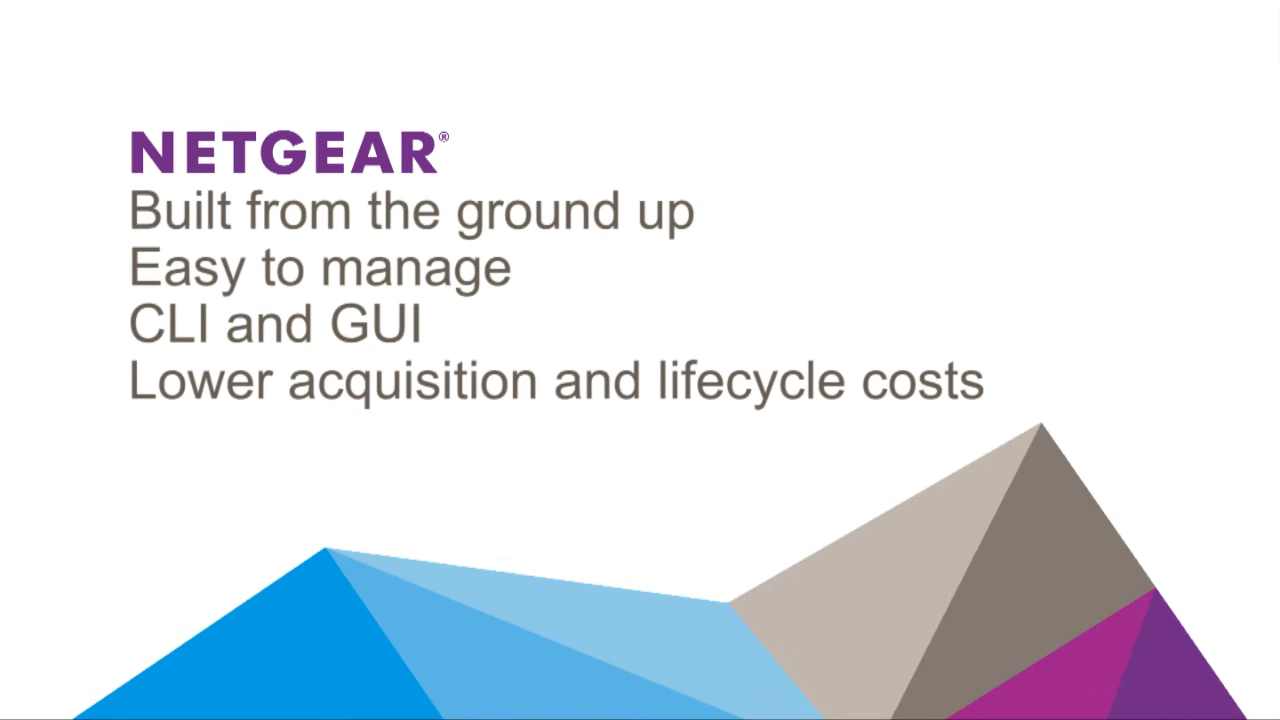 NETGEAR®
Built from the ground up
Easy to manage
CLI and GUI
Lower acquisition and lifecycle costs